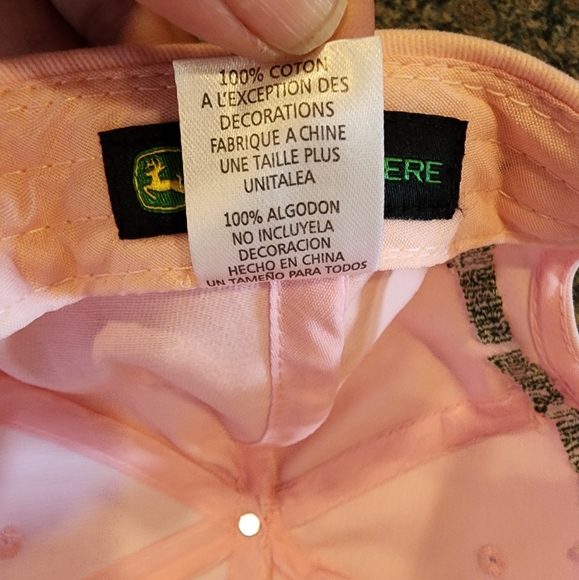 100% COTON
A L'EXCEPTION DES
DECORATIONS
FABRIQUE A CHINE
UNE TAILLE PLUS
UNITALEA
100% ALGODON
NO INCLUYELA
DECORACION
HECHO EN CHINA
UN TAMEÑO PARA TODOS
ERE